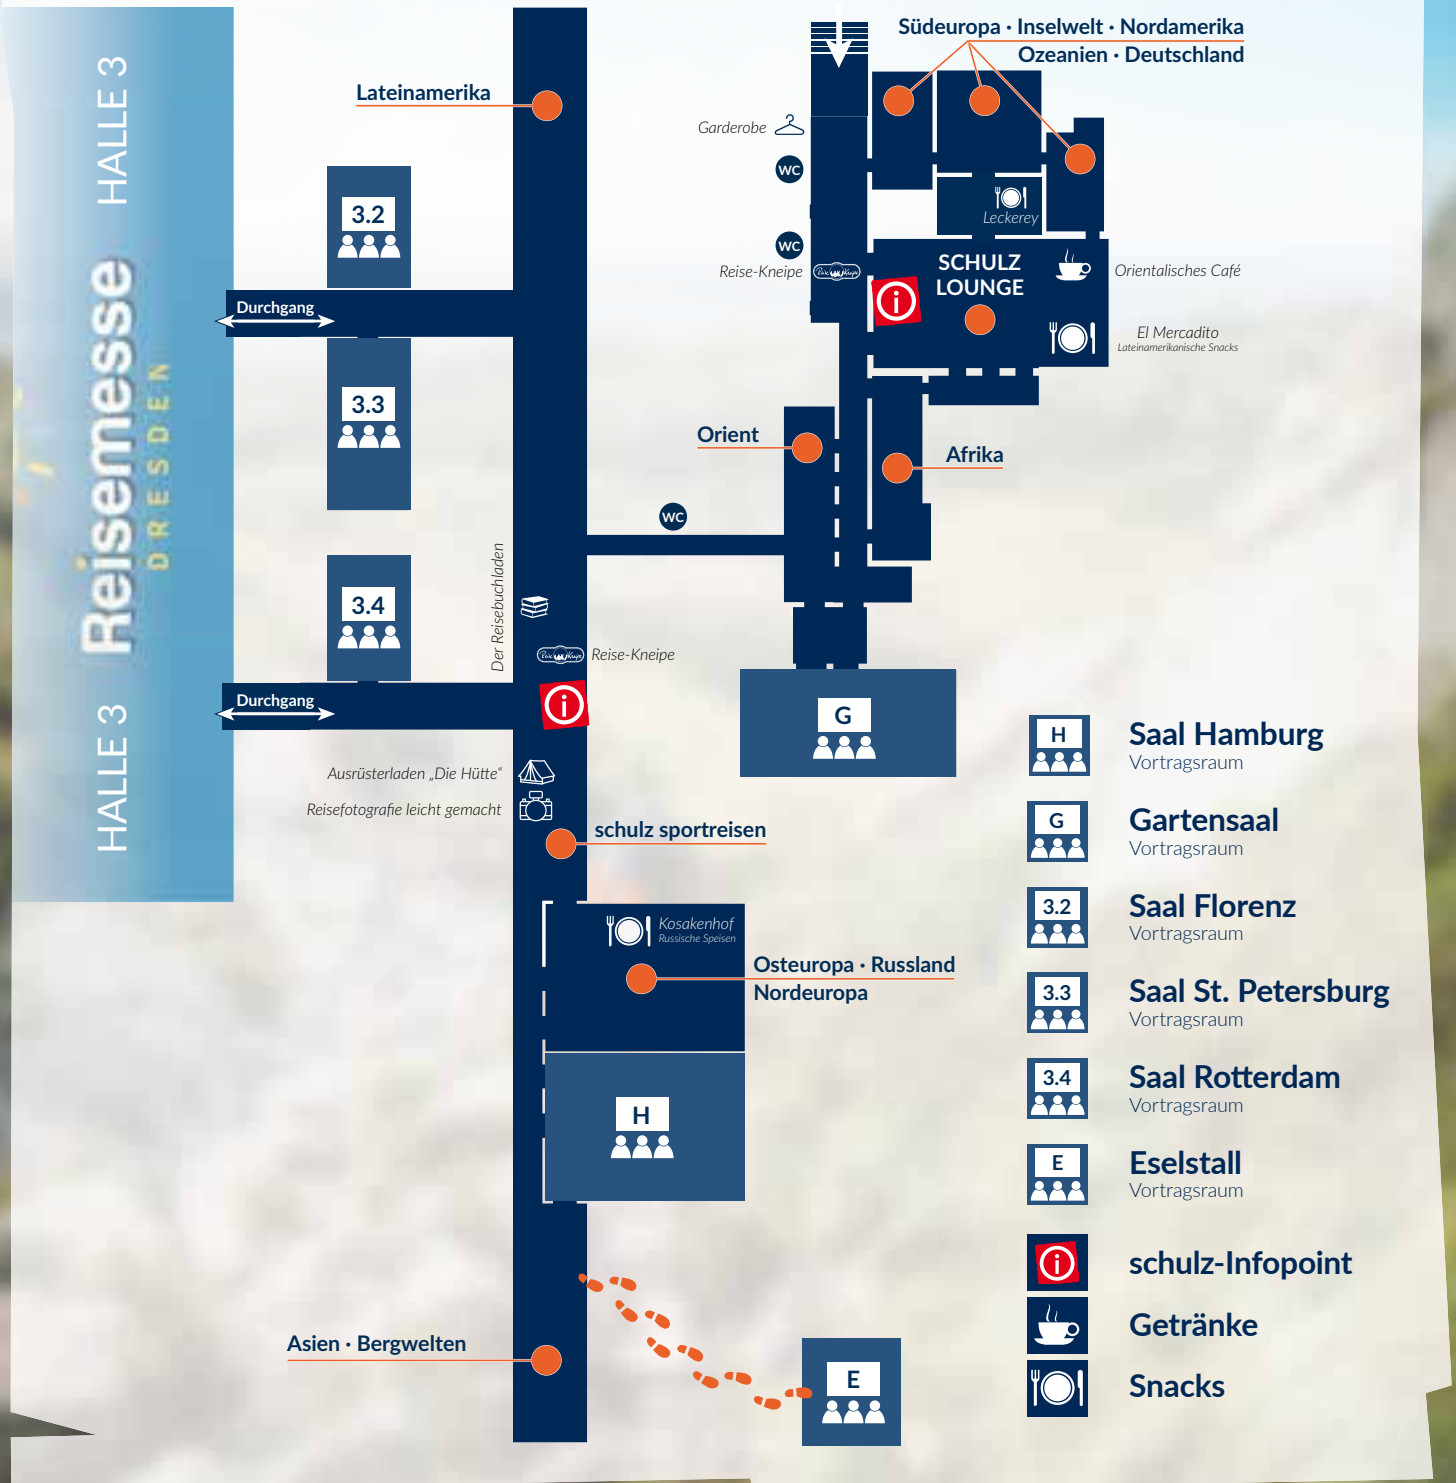 HALLE 3
Reisemesse
DRESDEN
HALLE 3
Lateinamerika
3.2
Durchgang
3.3
3.4
Durchgang
Der Reisebuchladen
Reise-Kneipe
Reise-Kneipe
i
Ausrüsterladen „Die Hütte“
Reisefotografie leicht gemacht
schulz sportreisen
Kosakenhof
Russische Speisen
Osteuropa · Russland
Nordeuropa
H
Asien · Bergwelten
E
Südeuropa · Inselwelt · Nordamerika
Ozeanien · Deutschland
Garderobe
WC
WC
Reise-Kneipe
Reise-Kneipe
Leckerey
SCHULZ
LOUNGE
i
Orientalisches Café
El Mercadito
Lateinamerikanische Snacks
Orient
Afrika
WC
G
H
Saal Hamburg
Vortragsraum
G
Gartensaal
Vortragsraum
3.2
Saal Florenz
Vortragsraum
3.3
Saal St. Petersburg
Vortragsraum
3.4
Saal Rotterdam
Vortragsraum
E
Eselstall
Vortragsraum
i
schulz-Infopoint
Getränke
Snacks